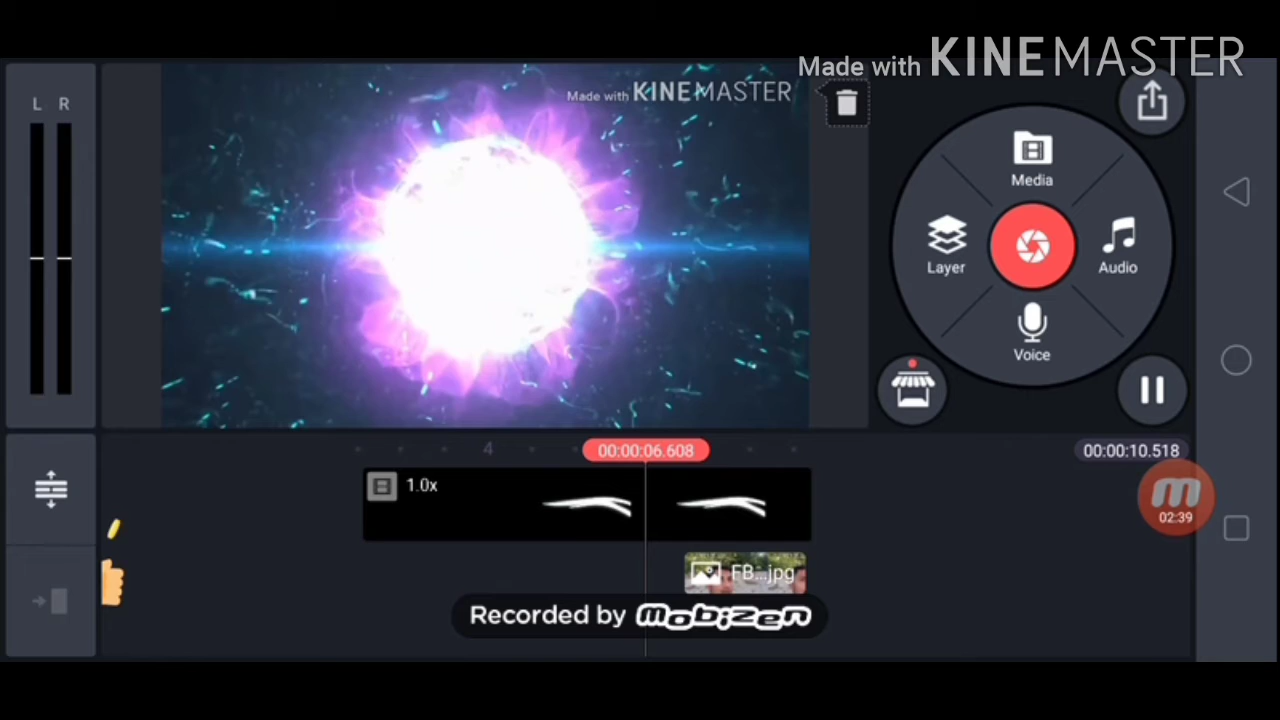 Made with KINEMASTER
L R
Made with KINEMASTER
Media
Layer
Audio
Voice
4
00:00:06.608
00:00:10.518
1.0x
02:39
FB...jpg
Recorded by Mobizen